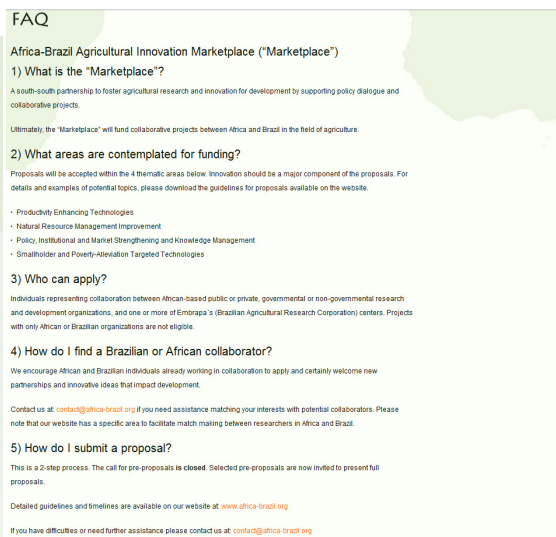 FAQ
Africa-Brazil Agricultural Innovation Marketplace (“Marketplace”)
1) What is the “Marketplace”?
A south-south partnership to foster agricultural research and innovation for development by supporting policy dialogue and
collaborative projects.
Ultimately, the “Marketplace” will fund collaborative projects between Africa and Brazil in the field of agriculture.
2) What areas are contemplated for funding?
Proposals will be accepted within the 4 thematic areas below. Innovation should be a major component of the proposals. For
details and examples of potential topics, please download the guidelines for proposals available on the website.
· Productivity Enhancing Technologies
· Natural Resource Management Improvement
· Policy, Institutional and Market Strengthening and Knowledge Management
· Smallholder and Poverty-Alleviation Targeted Technologies
3) Who can apply?
Individuals representing collaboration between African-based public or private, governmental or non-governmental research
and development organizations, and one or more of Embrapa´s (Brazilian Agricultural Research Corporation) centers. Projects
with only African or Brazilian organizations are not eligible.
4) How do I find a Brazilian or African collaborator?
We encourage African and Brazilian individuals already working in collaboration to apply and certainly welcome new
partnerships and innovative ideas that impact development.
Contact us at: contact@africa-brazil.org if you need assistance matching your interests with potential collaborators. Please
note that our website has a specific area to facilitate match making between researchers in Africa and Brazil.
5) How do I submit a proposal?
This is a 2-step process. The call for pre-proposals is closed. Selected pre-proposals are now invited to present full
proposals.
Detailed guidelines and timelines are available on our website at: www.africa-brazil.org
If you have difficulties or need further assistance please contact us at: contact@africa-brazil.org